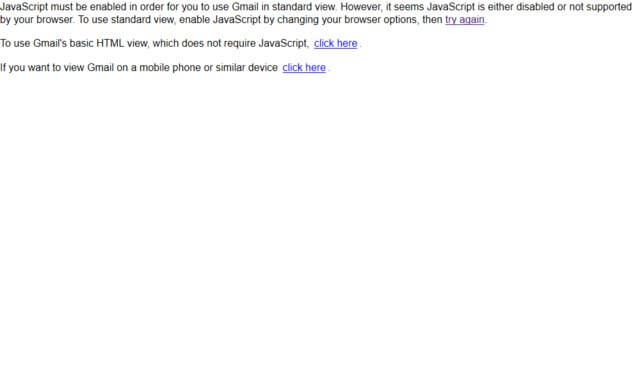 JavaScript must be enabled in order for you to use Gmail in standard view. However, it seems JavaScript is either disabled or not supported
by your browser. To use standard view, enable JavaScript by changing your browser options, then try again.
To use Gmail's basic HTML view, which does not require JavaScript, click here .
If you want to view Gmail on a mobile phone or similar device click here .